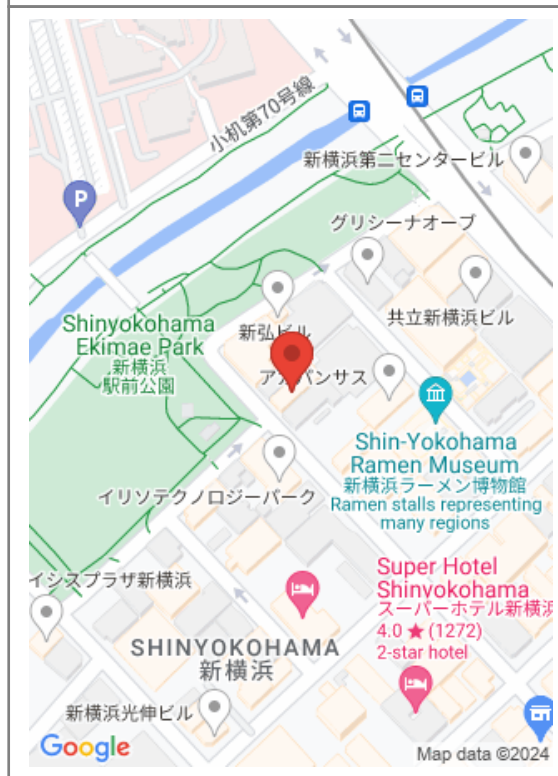 小机第70号線
新横浜第二センタービル
P
グリシーナオーブ
Shinyokohama
Ekimae Park
新横浜
駅前公園
新弘ビル
共立新横浜ビル
Shin-Yokohama
Ramen Museum
新横浜ラーメン博物館
Ramen stalls representing
many regions
イリソテクノロジーパーク
イシスプラザ新横浜
Super Hotel
Shinyokohama
スーパーホテル新横浜
4.0 ★ (1272)
2-star hotel
SHINYOKOHAMA
新横浜
新横浜光伸ビル
Google
Map data ©2024